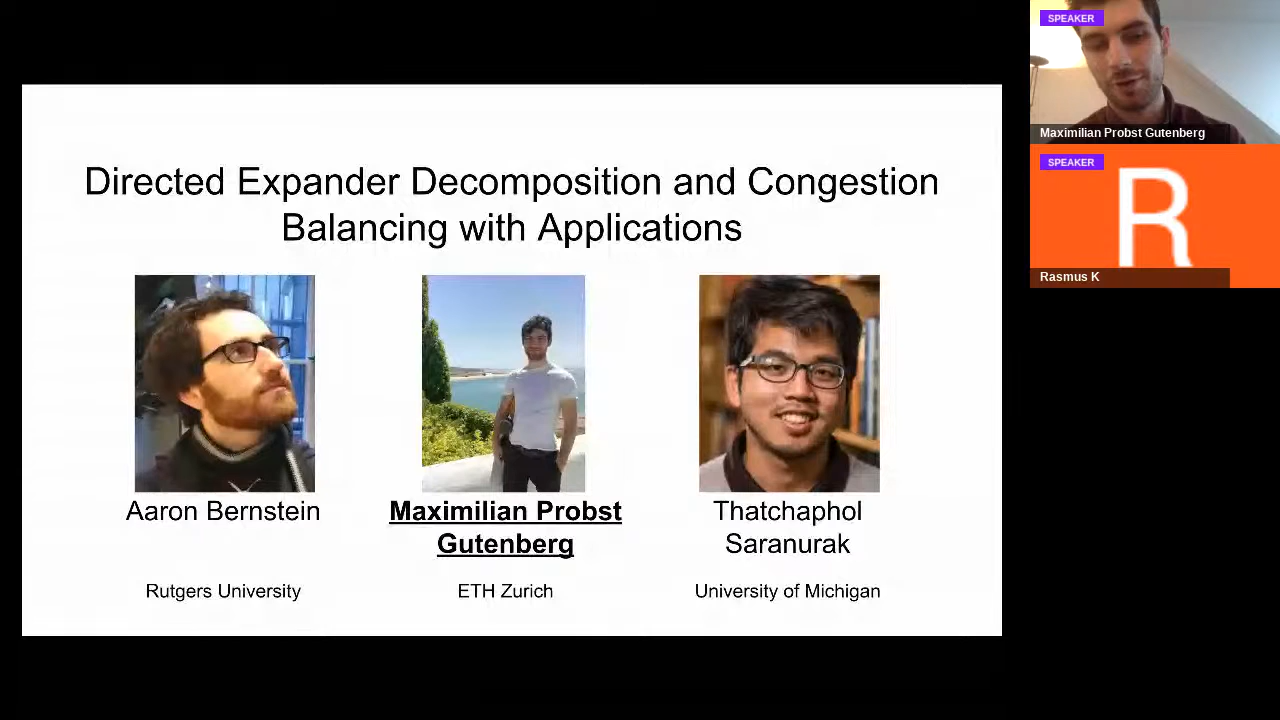 Directed Expander Decomposition and Congestion
Balancing with Applications
Aaron Bernstein
Maximilian Probst
Gutenberg
Thatchaphol
Saranurak
Rutgers University
ETH Zurich
University of Michigan
SPEAKER
Maximilian Probst Gutenberg
SPEAKER
R
Rasmus K